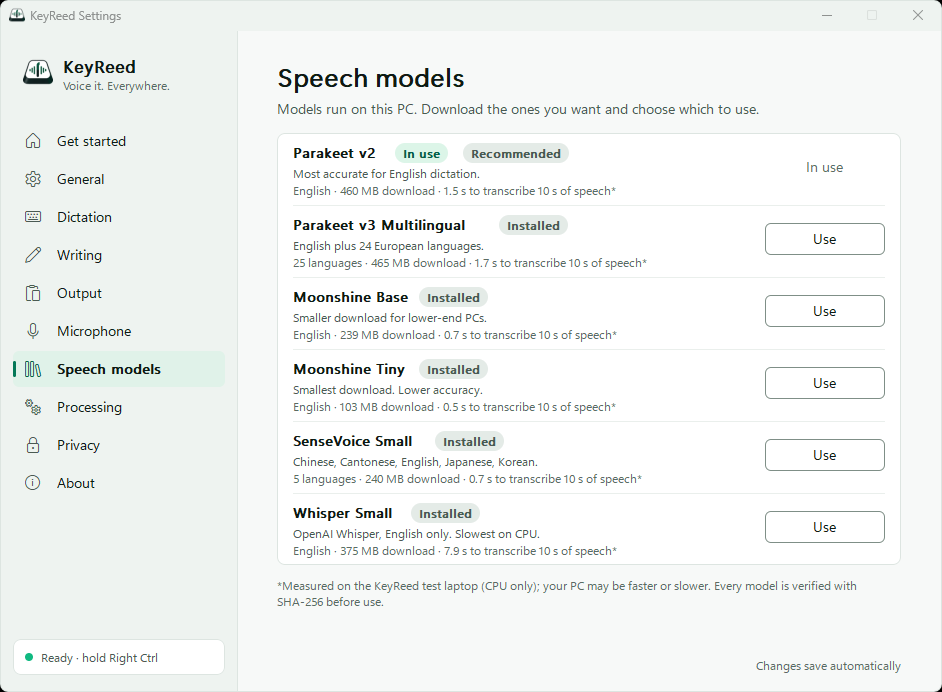 KeyReed Settings
KeyReed
Voice it. Everywhere.
Get started
General
Dictation
Writing
Output
Microphone
Speech models
Processing
Privacy
About
Ready · hold Right Ctrl
Speech models
Models run on this PC. Download the ones you want and choose which to use.
Parakeet v2 In use Recommended
Most accurate for English dictation.
English · 460 MB download · 1.5 s to transcribe 10 s of speech*
In use
Parakeet v3 Multilingual Installed
English plus 24 European languages.
25 languages · 465 MB download · 1.7 s to transcribe 10 s of speech*
Use
Moonshine Base Installed
Smaller download for lower-end PCs.
English · 239 MB download · 0.7 s to transcribe 10 s of speech*
Use
Moonshine Tiny Installed
Smallest download. Lower accuracy.
English · 103 MB download · 0.5 s to transcribe 10 s of speech*
Use
SenseVoice Small Installed
Chinese, Cantonese, English, Japanese, Korean.
5 languages · 240 MB download · 0.7 s to transcribe 10 s of speech*
Use
Whisper Small Installed
OpenAI Whisper, English only. Slowest on CPU.
English · 375 MB download · 7.9 s to transcribe 10 s of speech*
Use
*Measured on the KeyReed test laptop (CPU only); your PC may be faster or slower. Every model is verified with
SHA-256 before use.
Changes save automatically